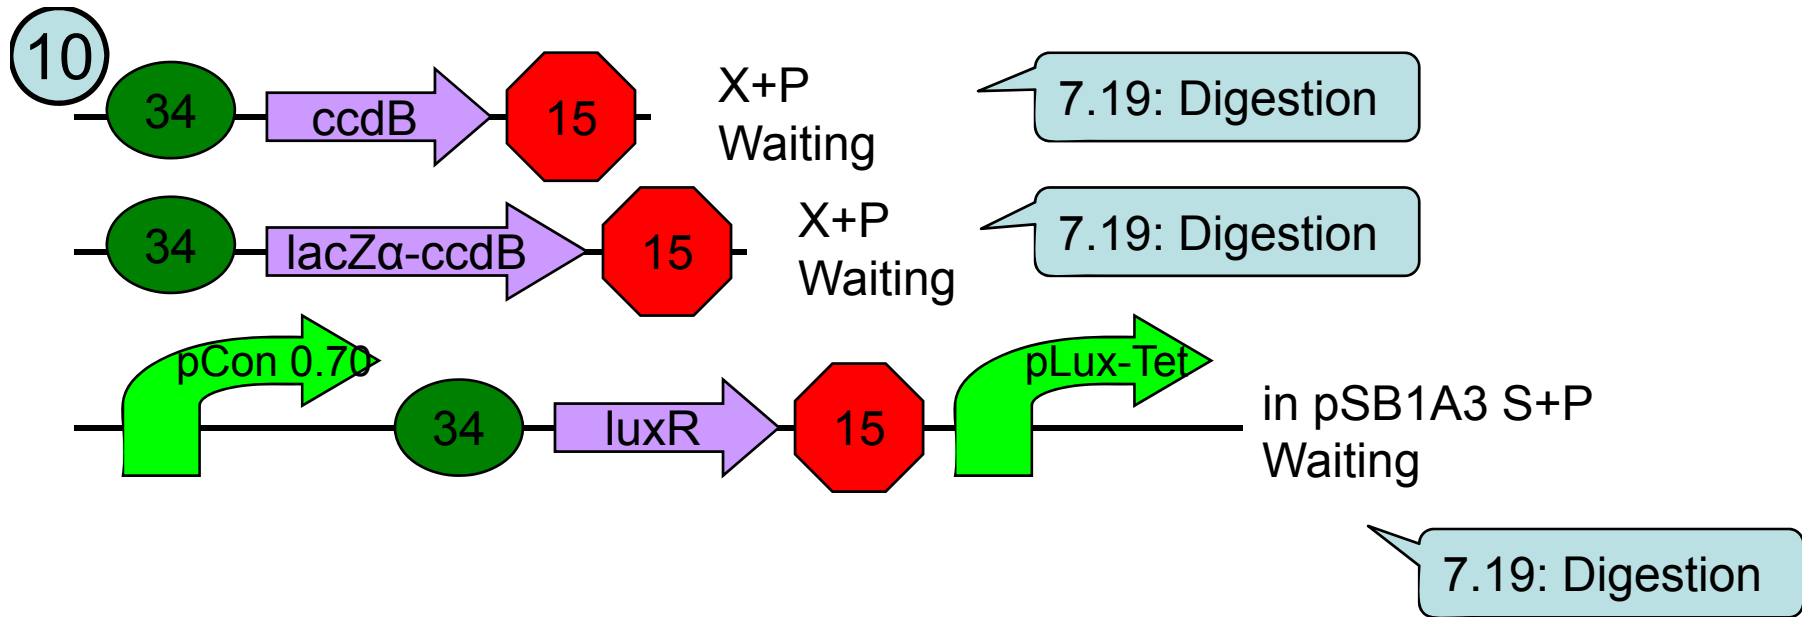 10
34 ccdB 15
X+P
Waiting
7.19: Digestion
34 lacZα-ccdB 15
X+P
Waiting
7.19: Digestion
pCon 0.70
pLux-Tet
34 luxR 15
in pSB1A3 S+P
Waiting
7.19: Digestion